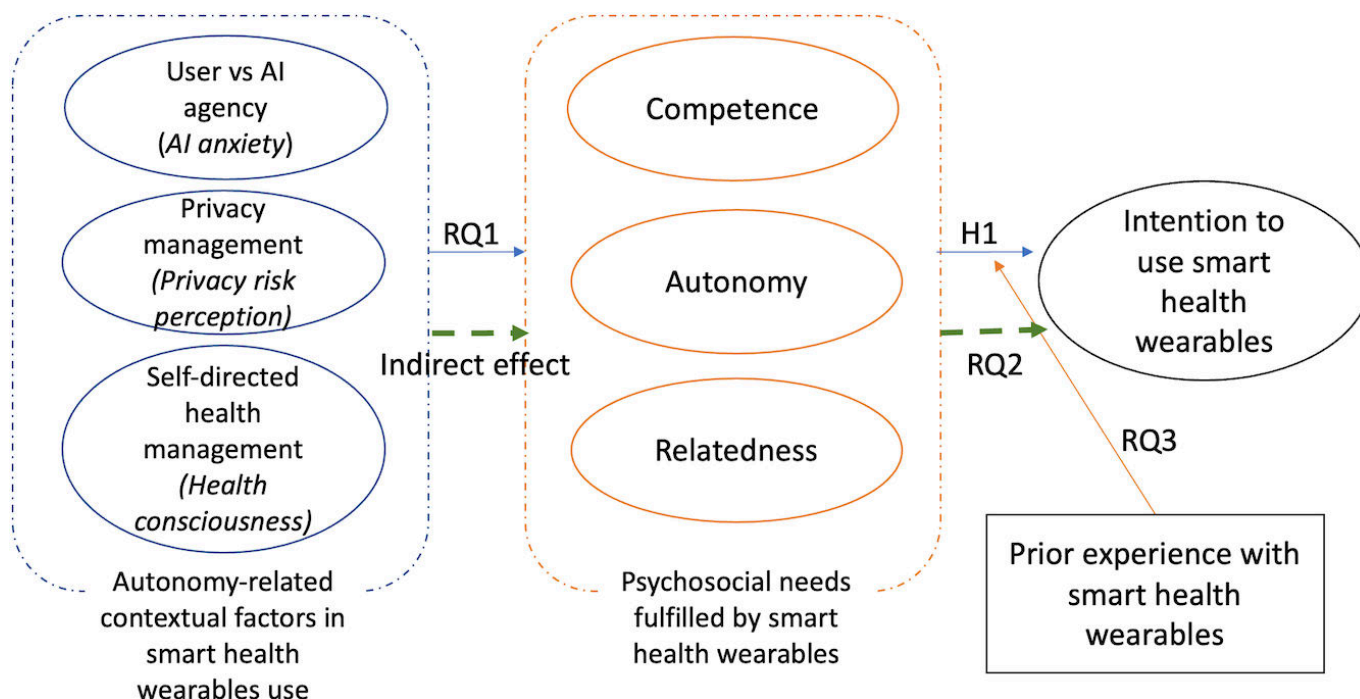 User vs AI
agency
(AI anxiety)
Privacy
management
(Privacy risk
perception)
Self-directed
health
management
(Health
consciousness)
Autonomy-related
contextual factors in
smart health
wearables use
RQ1
Indirect effect
Competence
Autonomy
Relatedness
Psychosocial needs
fulfilled by smart
health wearables
H1
RQ2
RQ3
Intention to
use smart
health
wearables
Prior experience with
smart health
wearables